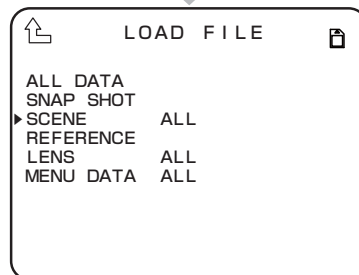 LOAD FILE
ALL DATA
SNAP SHOT
SCENE ALL
REFERENCE
LENS ALL
MENU DATA ALL